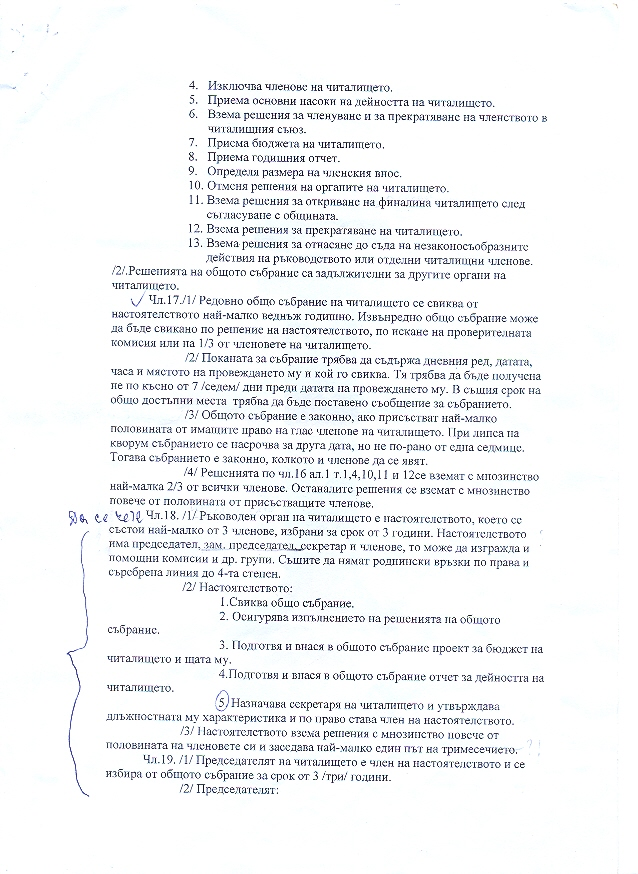 4. Изключва членове на читалището.
5. Приема основни насоки на дейността на читалището.
6. Взема решения за членуване и за прекратяване на членството в
читалищния съюз.
7. Приема бюджета на читалището.
8. Приема годишния отчет.
9. Определя размера на членския внос.
10. Отменя решения на органите на читалището.
11. Взема решения за откриване на финалина читалището след
съгласуване с общината.
12. Взема решения за прекратяване на читалището.
13. Взема решения за отнасяне до съда на незаконосъобразните
действия на ръководството или отделни читалищни членове.
/2/.Решенията на общото събрание са задължителни за другите органи на
читалището.
Чл.17./1/ Редовно общо събрание на читалището се свиква от
настоятелството най-малко веднъж годишно. Извънредно общо събрание може
да бъде свикано по решение на настоятелството, по искане на проверителната
комисия или на 1/3 от членовете на читалището.
/2/ Поканата за събрание трябва да съдържа дневния ред, датата,
часа и мястото на провеждането му и кой го свиква. Тя трябва да бъде получена
не по късно от 7 /седем/ дни преди датата на провеждането му. В същия срок на
общо достъпни места трябва да бъде поставено съобщение за събранието.
/3/ Общото събрание е законно, ако присъстват най-малко
половината от имащите право на глас членове на читалището. При липса на
кворум събранието се насрочва за друга дата, но не по-рано от една седмице.
Тогава събранието е законно, колкото и членове да се явят.
/4/ Решенията по чл.16 ал.1 т.1,4,10,11 и 12се вземат с мнозинство
най-малка 2/3 от всички членове. Останалите решения се вземат с мнозинство
повече от половината от присъстващите членове.
Да се чете Чл.18. /1/ Ръководен орган на читалището е настоятелството, което се
състои най-малко от 3 членове, избрани за срок от 3 години. Настоятелството
има председател, зам. председател, секретар и членове, то може да изгражда и
помощни комисии и др. групи. Същите да нямат роднински връзки по права и
съребрена линия до 4-та степен.
/2/ Настоятелството:
1.Свиква общо събрание.
2. Осигурява изпълнението на решенията на общото
събрание.
3. Подготвя и внася в общото събрание проект за бюджет на
читалището и щата му.
4.Подготвя и внася в общото събрание отчет за дейността на
читалището.
5 Назначава секретаря на читалището и утвърждава
длъжностната му характеристика и по право става член на настоятелството.
/3/ Настоятелството взема решения с мнозинство повече от
половината на членовете си и заседава най-малко един път на тримесечието. ?!
Чл.19. /1/ Председателят на читалището е член на настоятелството и се
избира от общото събрание за срок от 3 /три/ години.
/2/ Председателят: